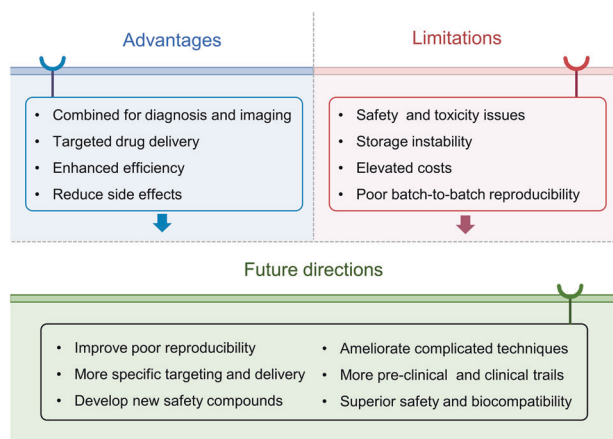 Advantages
Limitations
• Combined for diagnosis and imaging
• Targeted drug delivery
• Enhanced efficiency
• Reduce side effects
• Safety and toxicity issues
• Storage instability
• Elevated costs
• Poor batch-to-batch reproducibility
Future directions
• Improve poor reproducibility
• More specific targeting and delivery
• Develop new safety compounds
• Ameliorate complicated techniques
• More pre-clinical and clinical trails
• Superior safety and biocompatibility